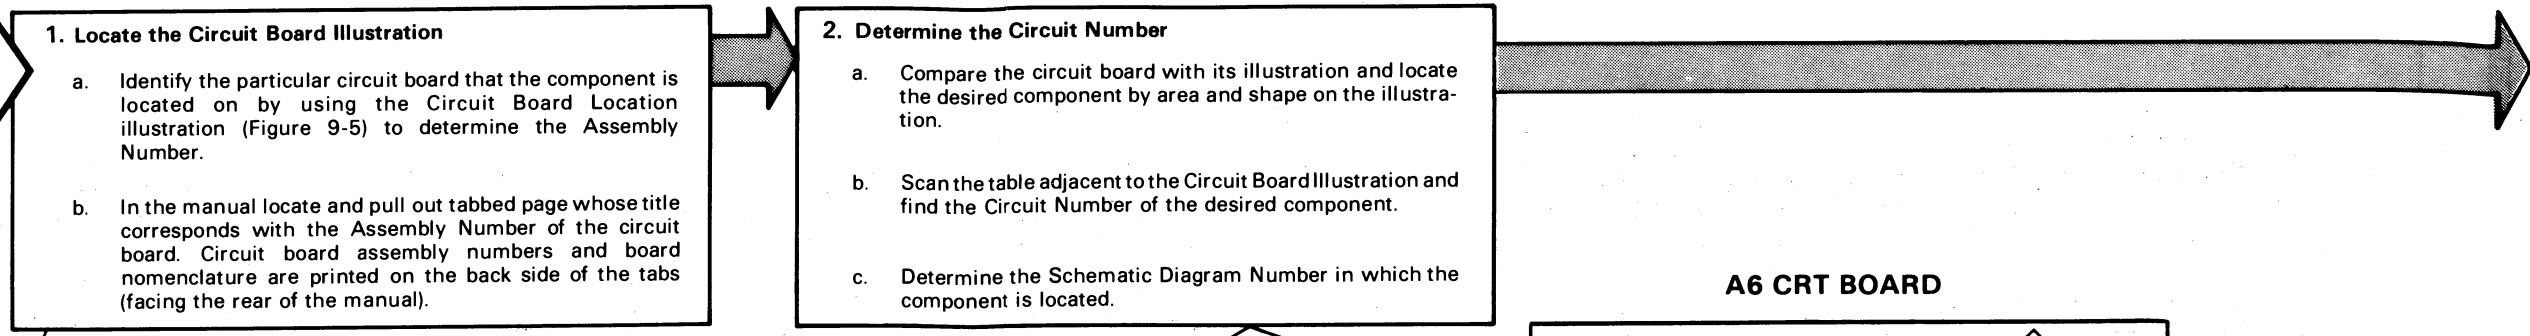 1. Locate the Circuit Board Illustration
a. Identify the particular circuit board that the component is
located on by using the Circuit Board Location
illustration (Figure 9-5) to determine the Assembly
Number.
b. In the manual locate and pull out tabbed page whose title
corresponds with the Assembly Number of the circuit
board. Circuit board assembly numbers and board
nomenclature are printed on the back side of the tabs
(facing the rear of the manual).
2. Determine the Circuit Number
a. Compare the circuit board with its illustration and locate
the desired component by area and shape on the illustra-
tion.
b. Scan the table adjacent to the Circuit Board Illustration and
find the Circuit Number of the desired component.
c. Determine the Schematic Diagram Number in which the
component is located.
A6 CRT BOARD